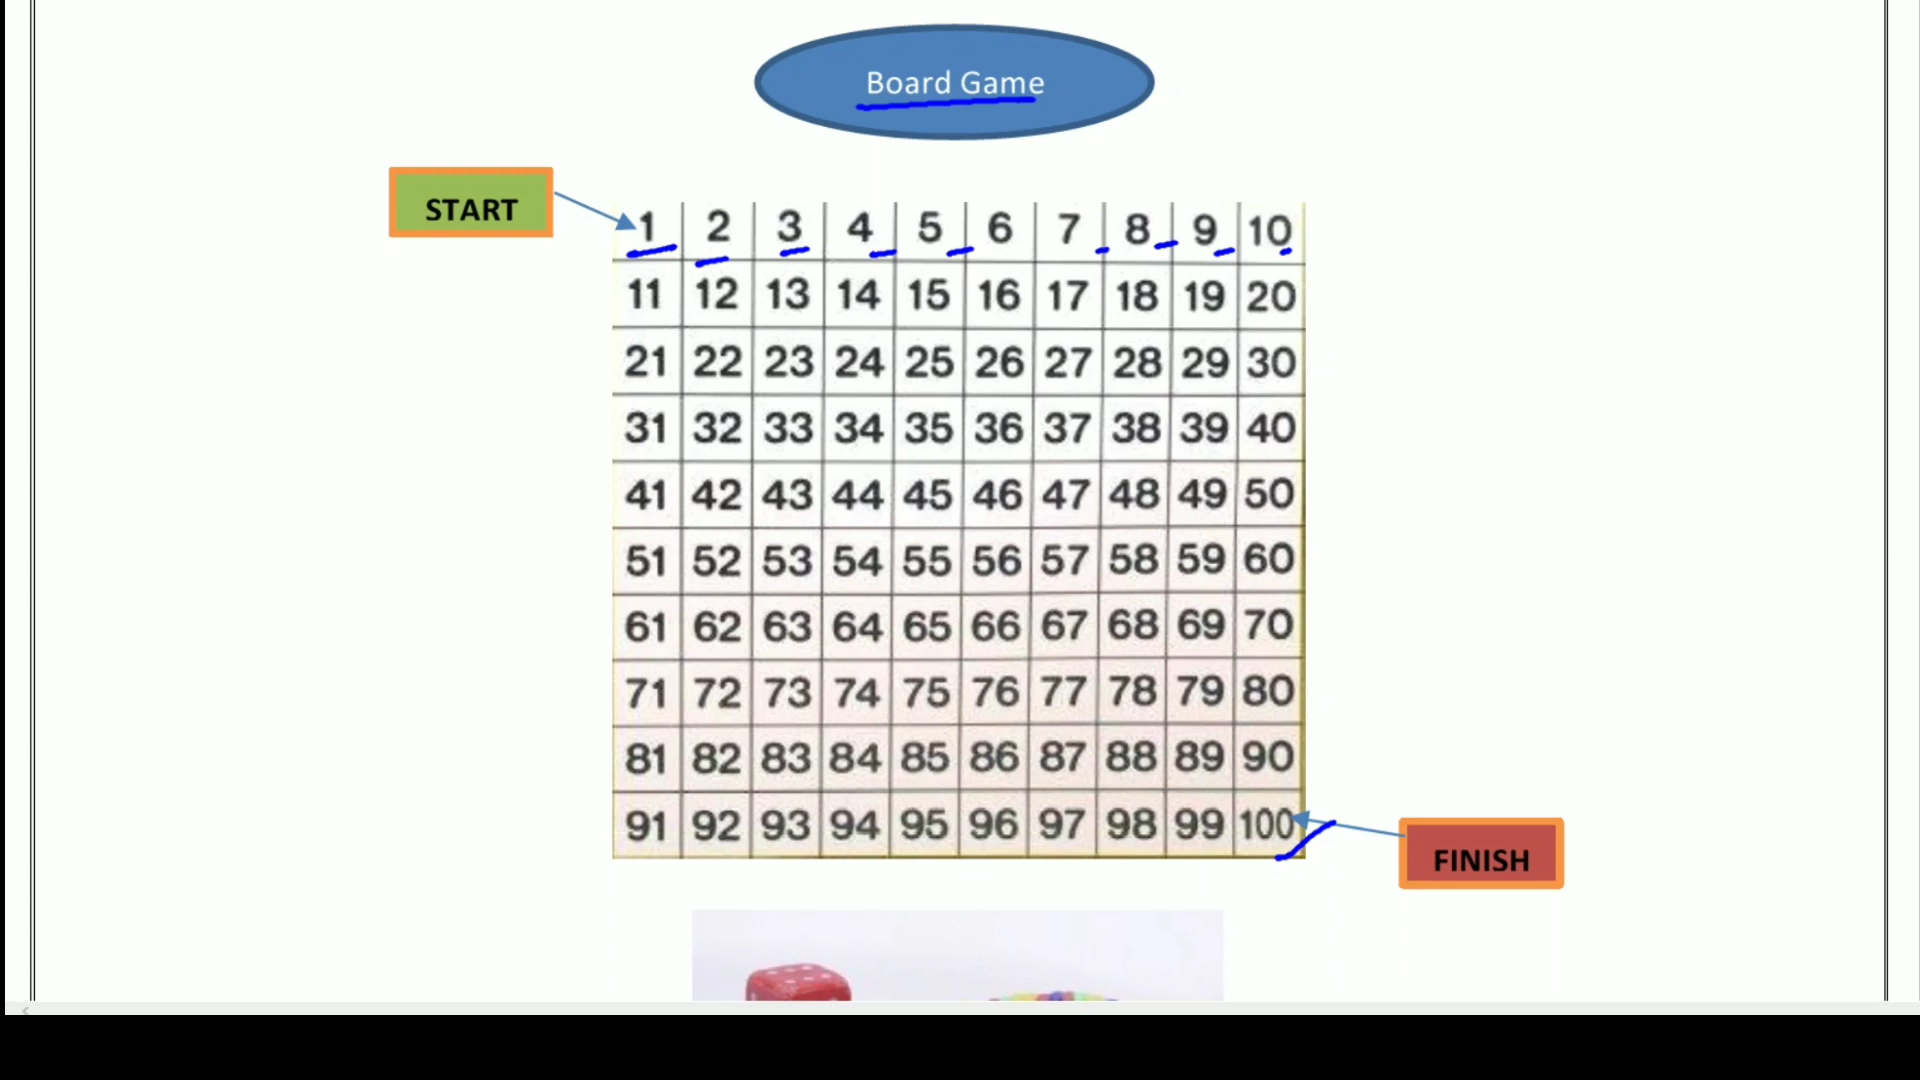 Board Game
START
1 2 3 4 5 6 7 8 9 10
11 12 13 14 15 16 17 18 19 20
21 22 23 24 25 26 27 28 29 30
31 32 33 34 35 36 37 38 39 40
41 42 43 44 45 46 47 48 49 50
51 52 53 54 55 56 57 58 59 60
61 62 63 64 65 66 67 68 69 70
71 72 73 74 75 76 77 78 79 80
81 82 83 84 85 86 87 88 89 90
91 92 93 94 95 96 97 98 99 100
FINISH